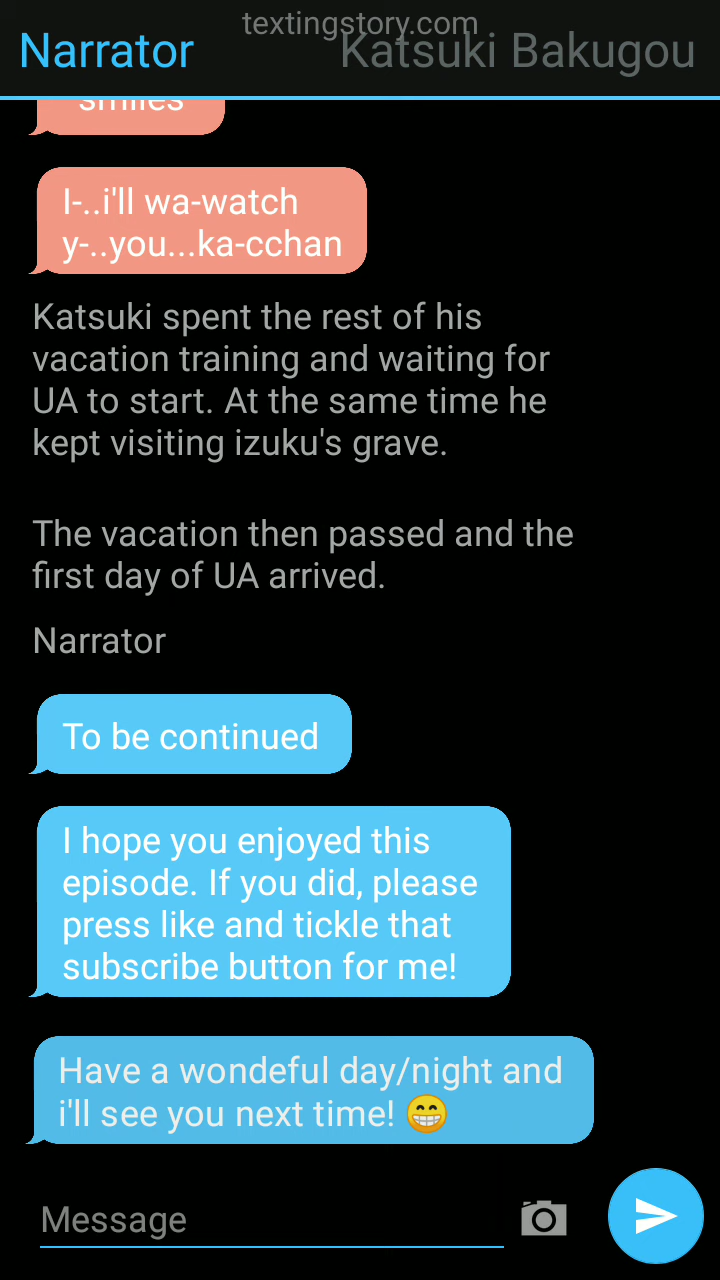 textingstory.com
Narrator
Katsuki Bakugou
smiles
I-..i'll wa-watch
y-..you...ka-cchan
Katsuki spent the rest of his
vacation training and waiting for
UA to start. At the same time he
kept visiting izuku's grave.
The vacation then passed and the
first day of UA arrived.
Narrator
To be continued
I hope you enjoyed this
episode. If you did, please
press like and tickle that
subscribe button for me!
Have a wondeful day/night and
i'll see you next time! 😁
Message